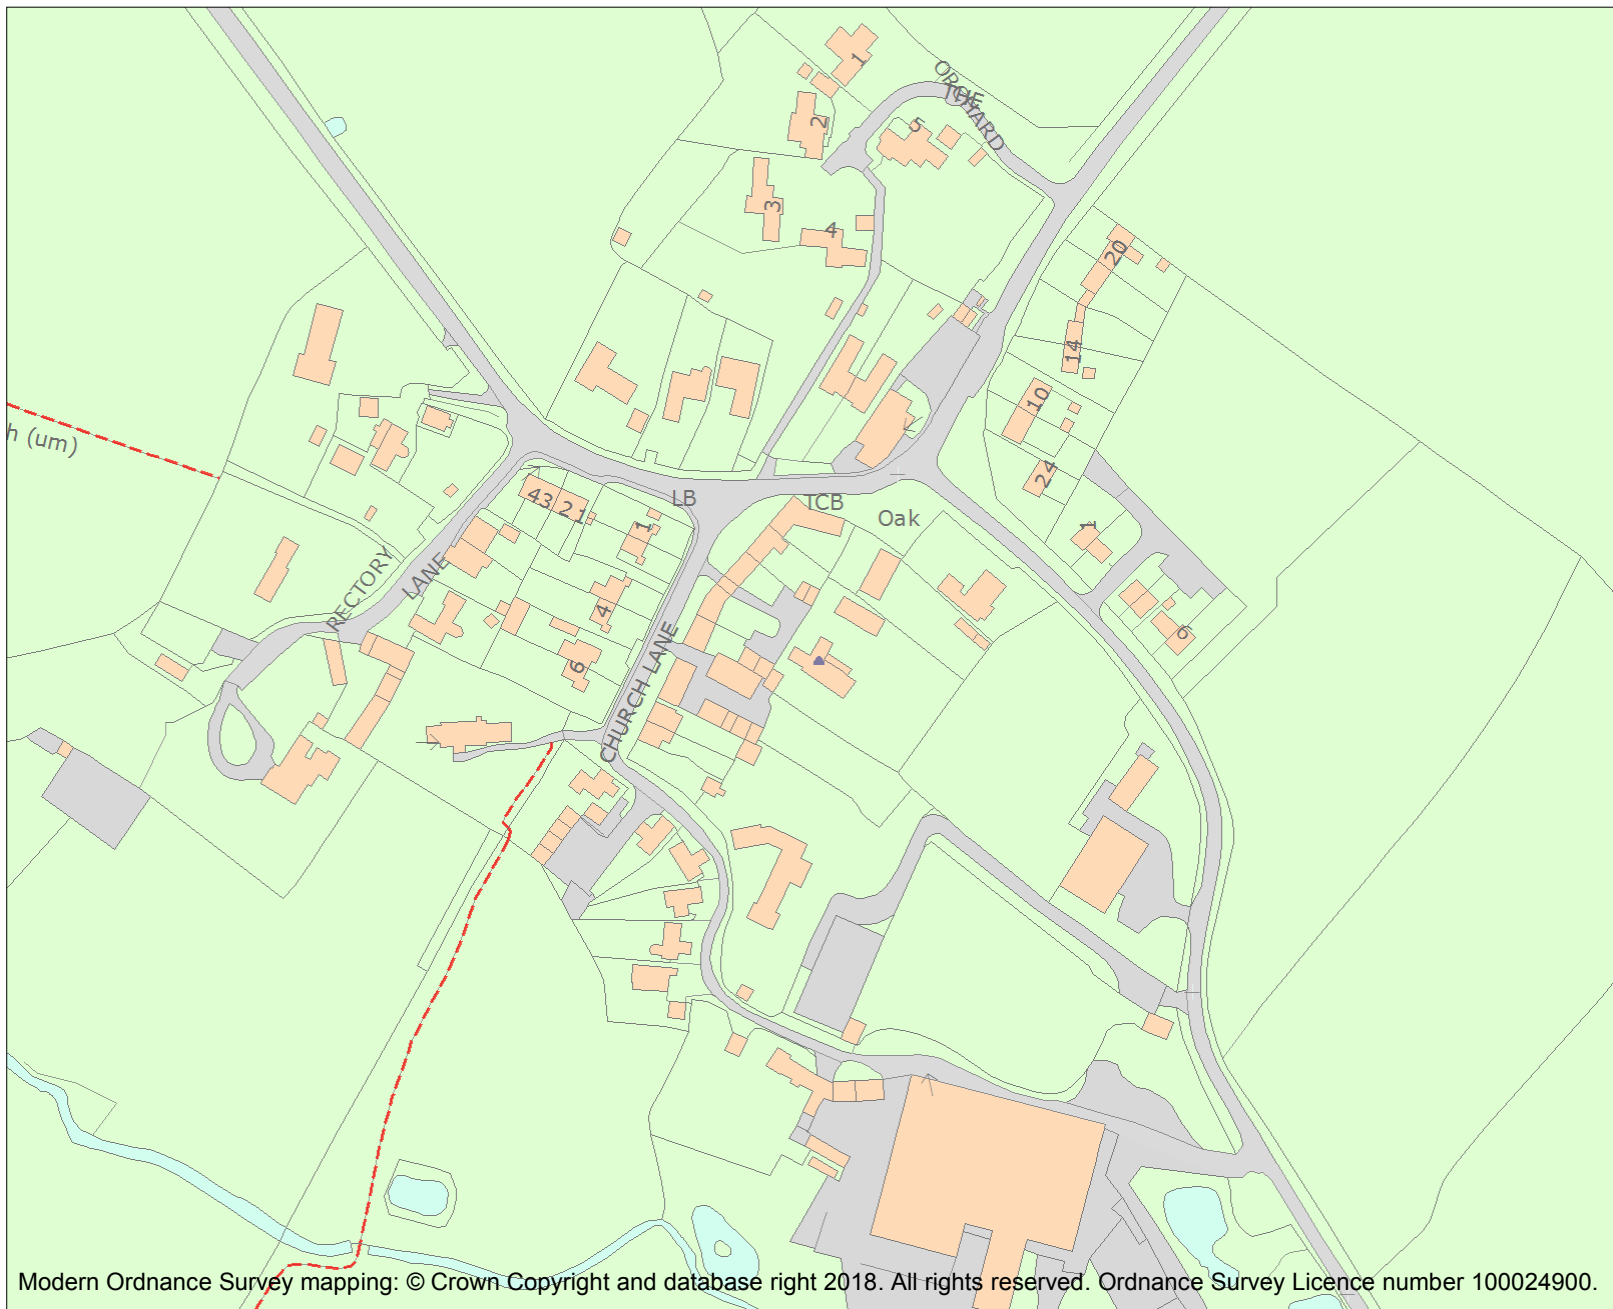 1
ORCHARD
THE
2
5
3
4
20
14
10
h (um)
24
43
2
1
LB
TCB
Oak
1
1
RECTORY
LANE
4
6
6
CHURCH LANE
Modern Ordnance Survey mapping: © Crown Copyright and database right 2018. All rights reserved. Ordnance Survey Licence number 100024900.